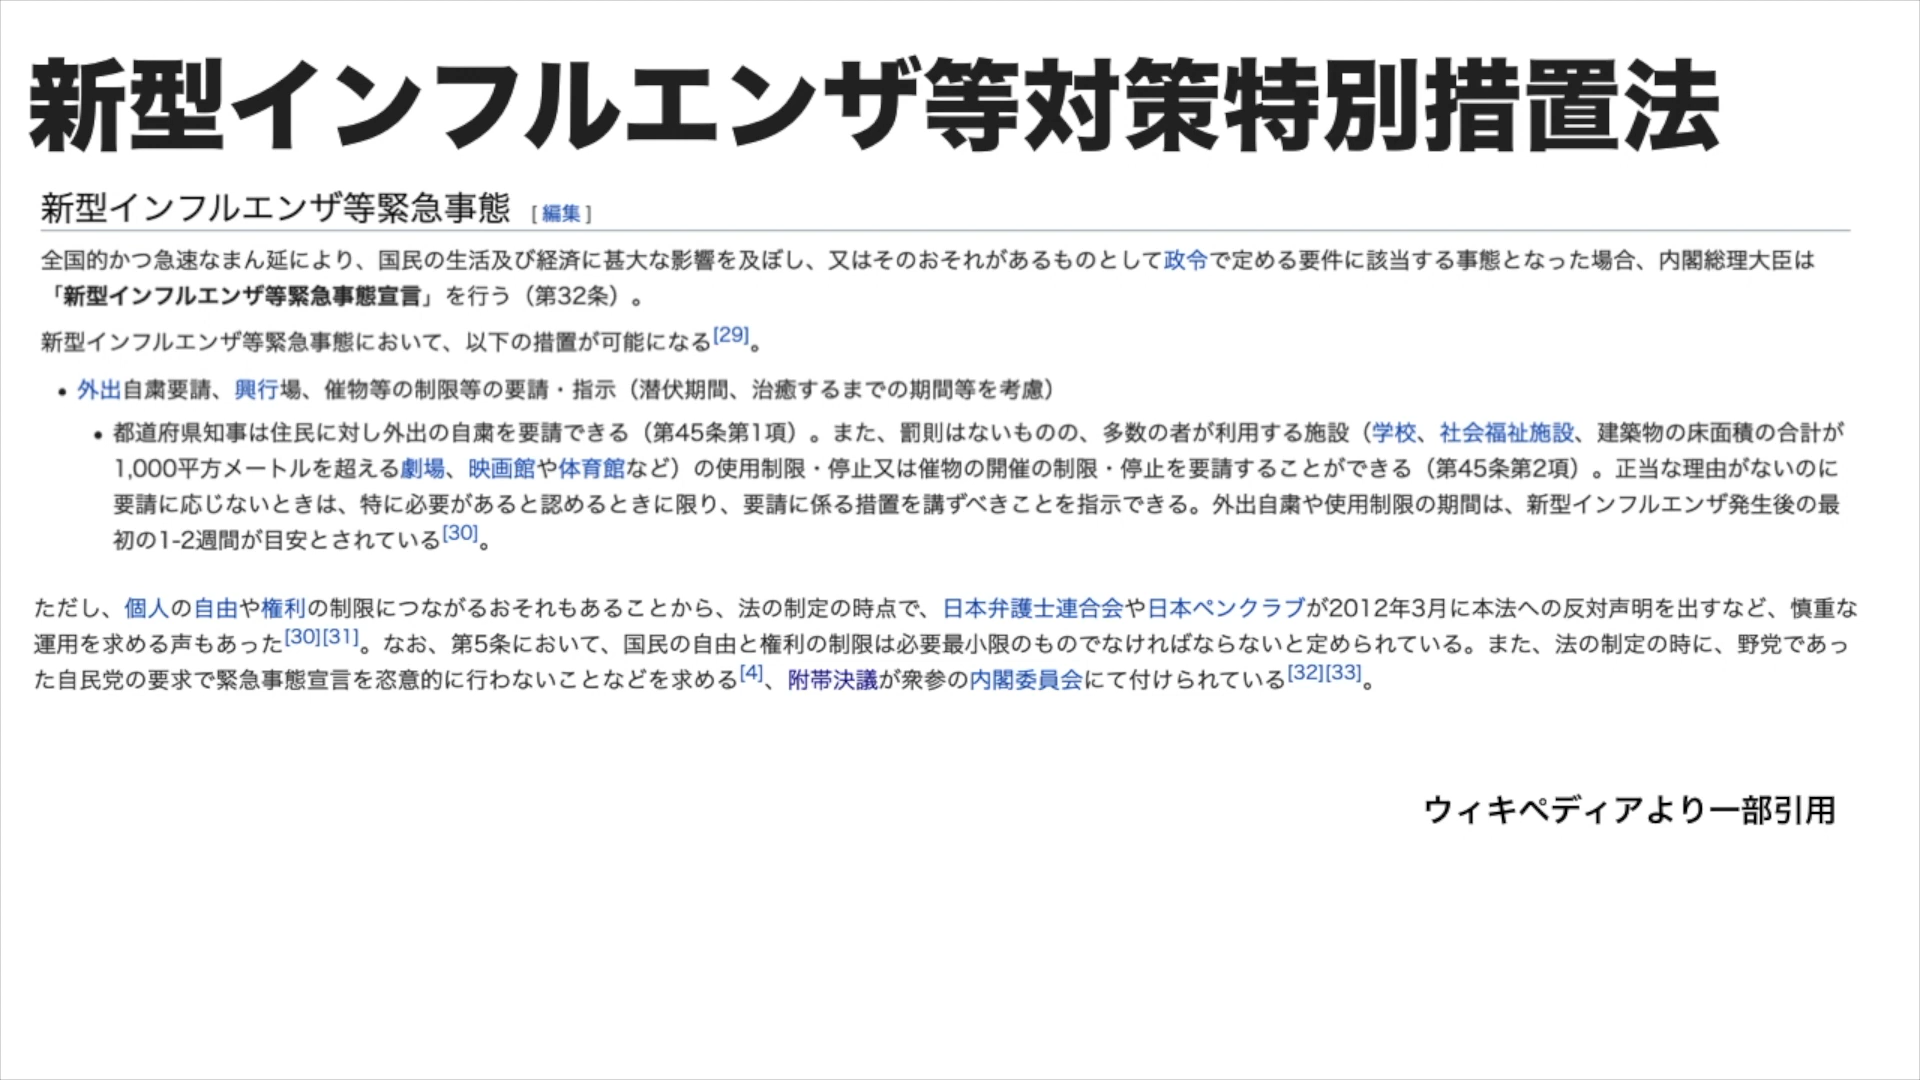 新型インフルエンザ等対策特別措置法
新型インフルエンザ等緊急事態 [ 編集 ]
全国的かつ急速なまん延により、国民の生活及び経済に甚大な影響を及ぼし、又はそのおそれがあるものとして政令で定める要件に該当する事態となった場合、内閣総理大臣は
「新型インフルエンザ等緊急事態宣言」を行う（第32条）。
新型インフルエンザ等緊急事態において、以下の措置が可能になる[29]。
• 外出自粛要請、興行場、催物等の制限等の要請・指示（潜伏期間、治癒するまでの期間等を考慮）
• 都道府県知事は住民に対し外出の自粛を要請できる（第45条第1項）。また、罰則はないものの、多数の者が利用する施設（学校、社会福祉施設、建築物の床面積の合計が
1,000平方メートルを超える劇場、映画館や体育館など）の使用制限・停止又は催物の開催の制限・停止を要請することができる（第45条第2項）。正当な理由がないのに
要請に応じないときは、特に必要があると認めるときに限り、要請に係る措置を講ずべきことを指示できる。外出自粛や使用制限の期間は、新型インフルエンザ発生後の最
初の1-2週間が目安とされている[30]。
ただし、個人の自由や権利の制限につながるおそれもあることから、法の制定の時点で、日本弁護士連合会や日本ペンクラブが2012年3月に本法への反対声明を出すなど、慎重な
運用を求める声もあった[30][31]。なお、第5条において、国民の自由と権利の制限は必要最小限のものでなければならないと定められている。また、法の制定の時に、野党であっ
た自民党の要求で緊急事態宣言を恣意的に行わないことなどを求める[4]、附帯決議が衆参の内閣委員会にて付けられている[32][33]。
ウィキペディアより一部引用